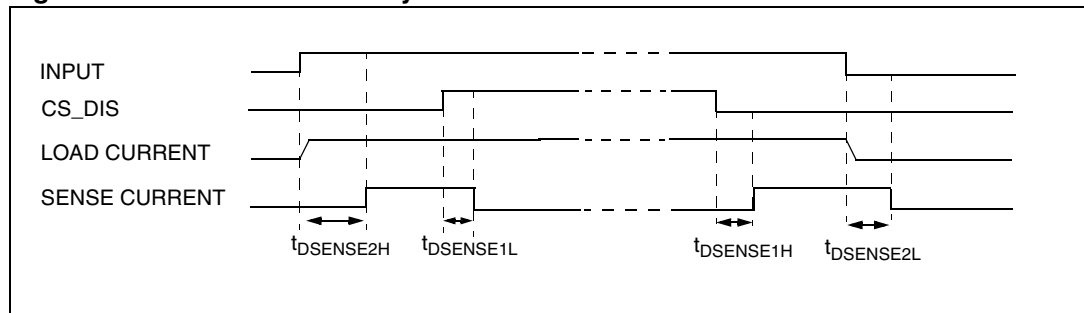 INPUT
CS_DIS
LOAD CURRENT
SENSE CURRENT
tDSENSE2H
tDSENSE1L
tDSENSE1H
tDSENSE2L